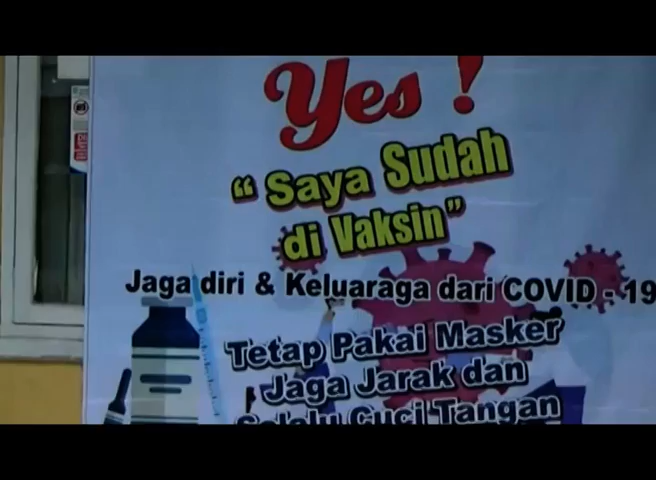 Yes !
“ Saya Sudah
di Vaksin”
Jaga diri & Keluaraga dari COVID - 19
Tetap Pakai Masker
Jaga Jarak dan
Selalu Cuci Tangan